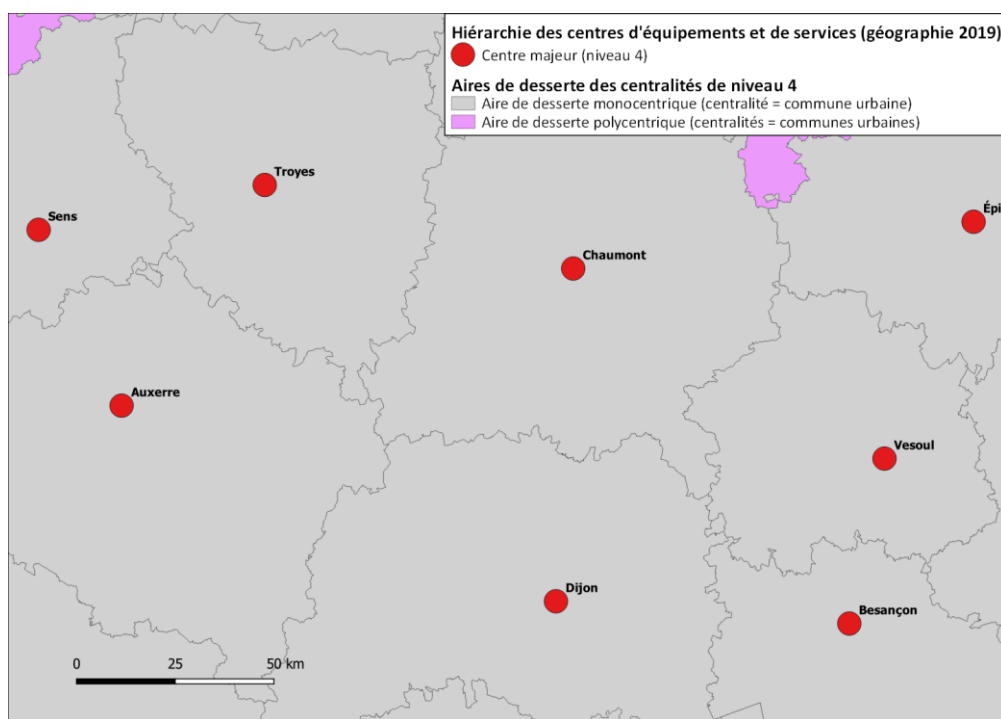 Hiérarchie des centres d'équipements et de services (géographie 2019)
Centre majeur (niveau 4)
Aires de desserte des centralités de niveau 4
Aire de desserte monocentrique (centralité = commune urbaine)
Aire de desserte polycentrique (centralités = communes urbaines)
Troyes
Sens
Épi
Chaumont
Auxerre
Vesoul
Dijon
Besançon
0 25 50 km